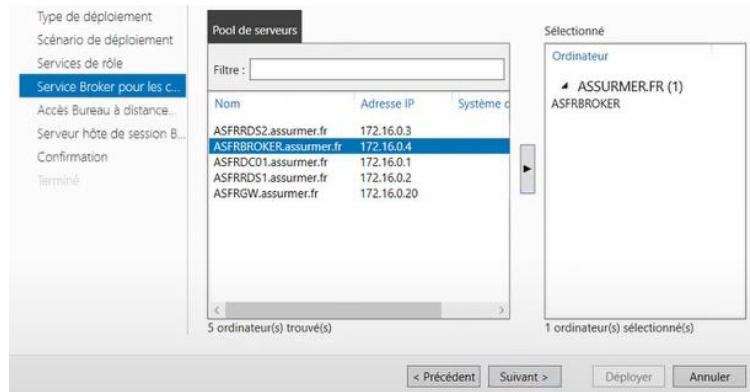 Type de déploiement
Scénario de déploiement
Services de rôle
Service Broker pour les c...
Accès Bureau à distance...
Serveur hôte de session B...
Confirmation
Terminé
Pool de serveurs
Filtre :
Nom Adresse IP Système d
ASFRRDS2.assurmer.fr 172.16.0.3
ASFRBROKER.assurmer.fr 172.16.0.4
ASFRDC01.assurmer.fr 172.16.0.1
ASFRRDS1.assurmer.fr 172.16.0.2
ASFRGW.assurmer.fr 172.16.0.20
5 ordinateur(s) trouvé(s)
Sélectionné
Ordinateur
ASSURMER.FR (1)
ASFRBROKER
1 ordinateur(s) sélectionné(s)
< Précédent Suivant > Déployer Annuler